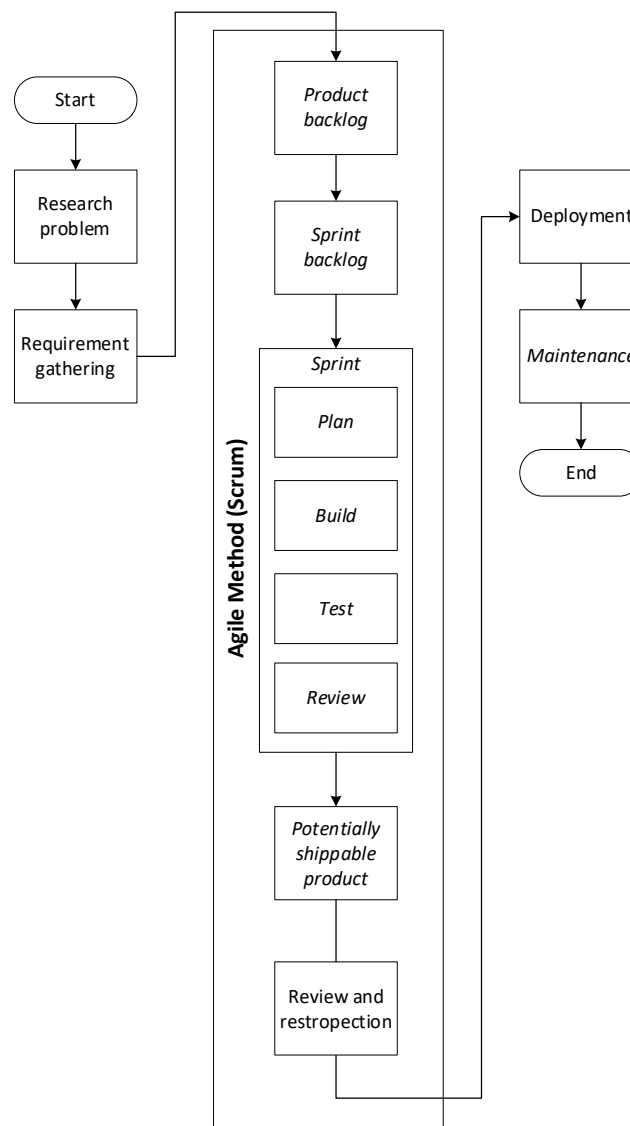 Start
Research
problem
Requirement
gathering
Agile Method (Scrum)
Product
backlog
Sprint
backlog
Sprint
Plan
Build
Test
Review
Potentially
shippable
product
Review and
restropection
Deployment
Maintenance
End